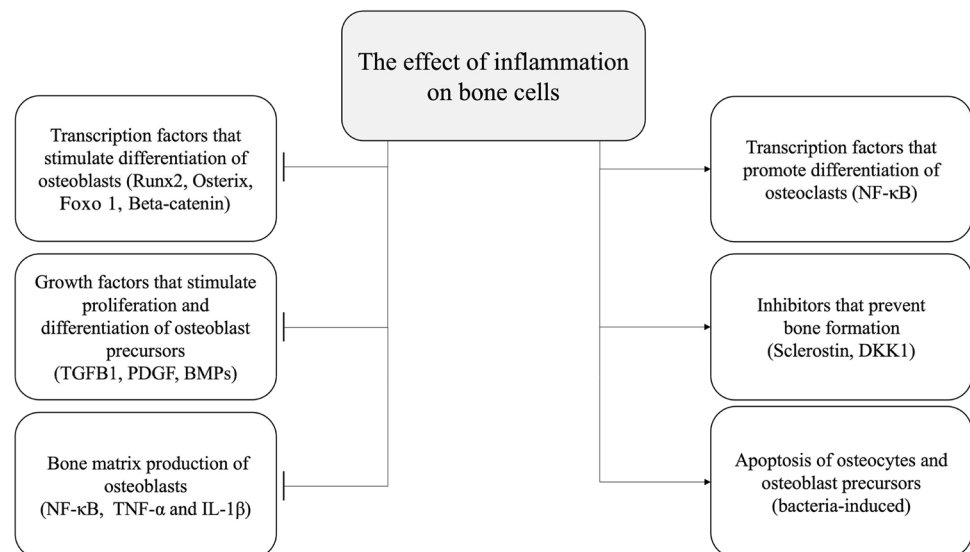 The effect of inflammation
on bone cells
Transcription factors that
stimulate differentiation of
osteoblasts (Runx2, Osterix,
Foxo 1, Beta-catenin)
Growth factors that stimulate
proliferation and
differentiation of osteoblast
precursors
(TGFB1, PDGF, BMPs)
Bone matrix production of
osteoblasts
(NF-κB, TNF-α and IL-1β)
Transcription factors that
promote differentiation of
osteoclasts (NF-κB)
Inhibitors that prevent
bone formation
(Sclerostin, DKK1)
Apoptosis of osteocytes and
osteoblast precursors
(bacteria-induced)